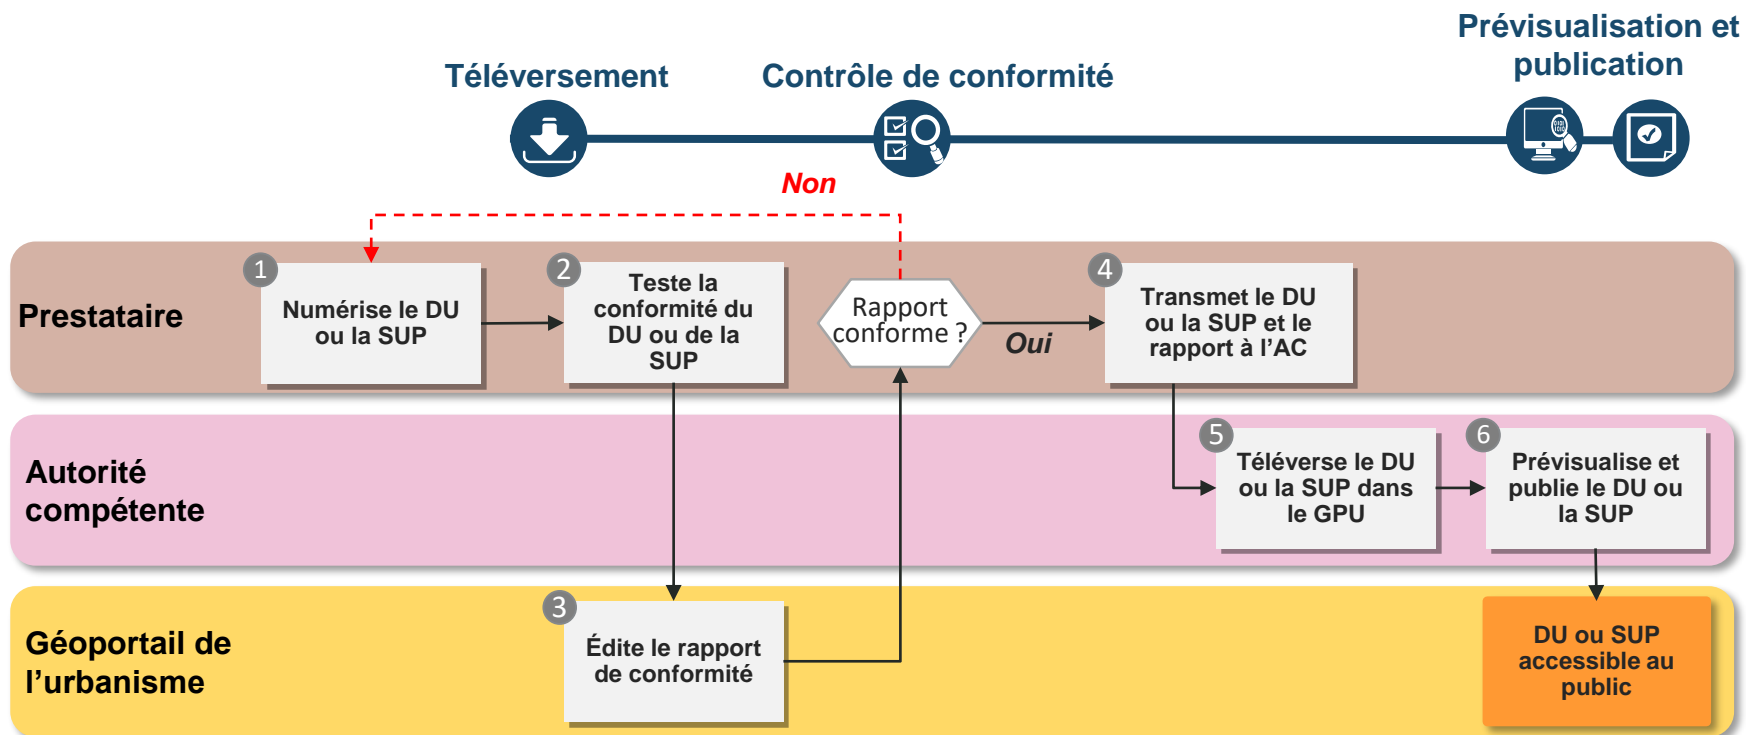 Prévisualisation et
publication
Téléversement
Contrôle de conformité
Non
Prestataire
1
Numérise le DU
ou la SUP
2
Teste la
conformité du
DU ou de la
SUP
Rapport
conforme ?
Oui
4
Transmet le DU
ou la SUP et le
rapport à l’AC
Autorité
compétente
5
Téléverse le DU
ou la SUP dans
le GPU
6
Prévisualise et
publie le DU ou
la SUP
Géoportail de
l’urbanisme
3
Édite le rapport
de conformité
DU ou SUP
accessible au
public